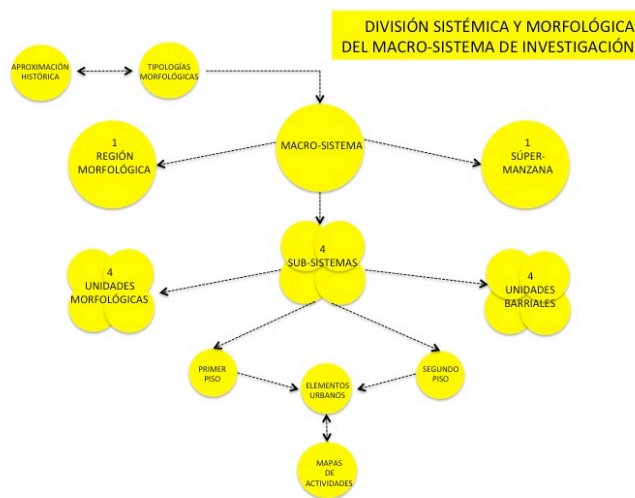 DIVISIÓN SISTÉMICA Y MORFOLÓGICA
DEL MACRO-SISTEMA DE INVESTIGACIÓN
APROXIMACIÓN
HISTÓRICA
TIPOLOGÍAS
MORFOLÓGICAS
1
REGIÓN
MORFOLÓGICA
MACRO-SISTEMA
1
SÚPER-
MANZANA
4
UNIDADES
MORFOLÓGICAS
4
SUB-SISTEMAS
4
UNIDADES
BARRIALES
PRIMER
PISO
ELEMENTOS
URBANOS
SEGUNDO
PISO
MAPAS
DE
ACTIVIDADES